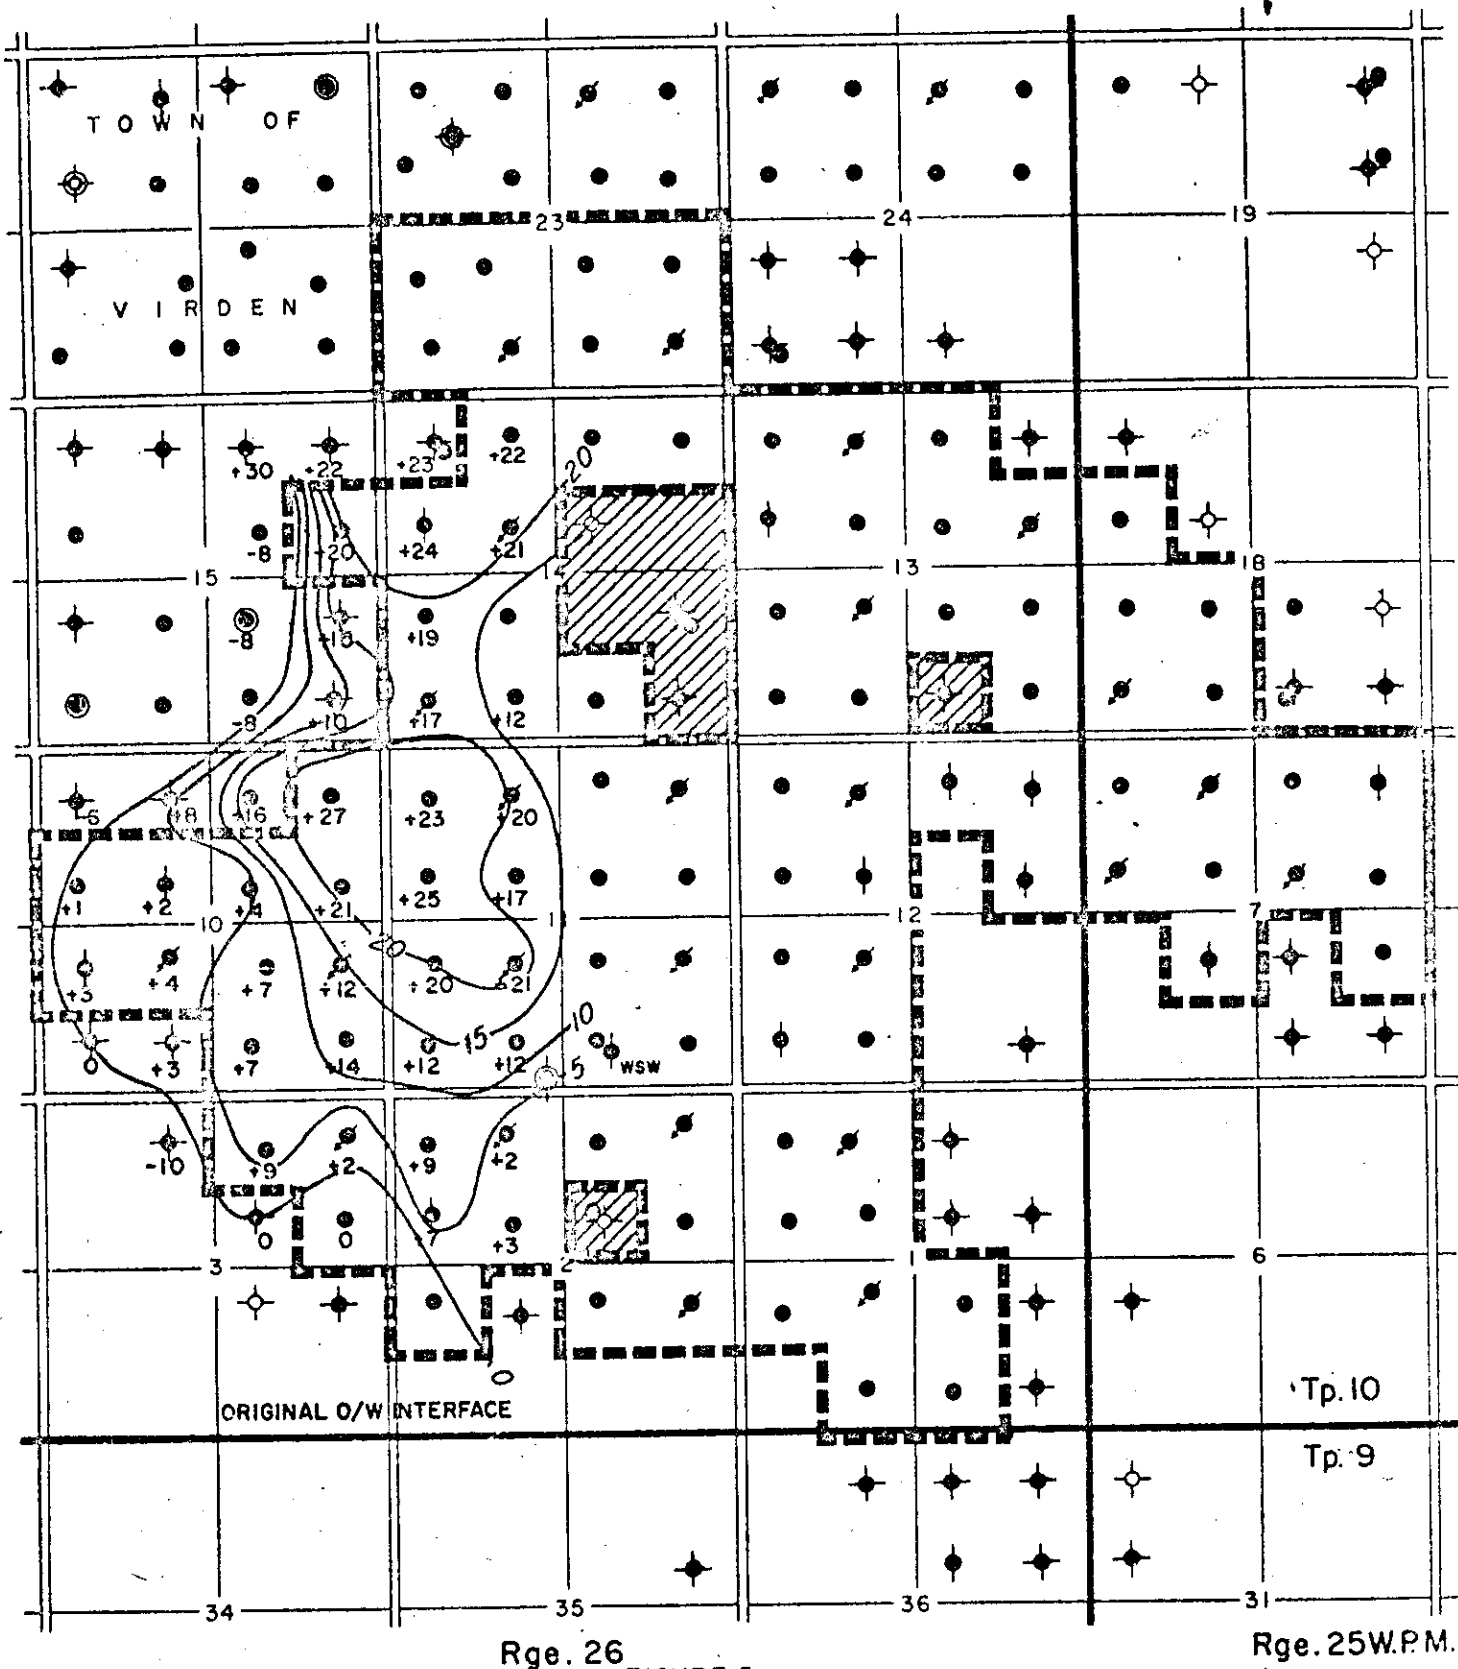 TOWN OF
23 24 19
VIRDEN
+30 +22 +23 +22 20
-8 +20 +24 +21
15 14 13 18
-8 +18 +19
-8 +10 +17 +12
-5 +8 +16 +27 +23 +20
+1 +2 +4 +21 +25 +17
10 11 12 7
+3 +4 +7 +12 +20 +21
15 10
0 +3 +7 +14 +12 +12 5 WSW
-10 +9 +2 +9 +2
0 0 +3
3 2 1 6
0
ORIGINAL O/W INTERFACE
Tp. 10
Tp. 9
34 35 36 31
Rge. 26 Rge. 25W.P.M.